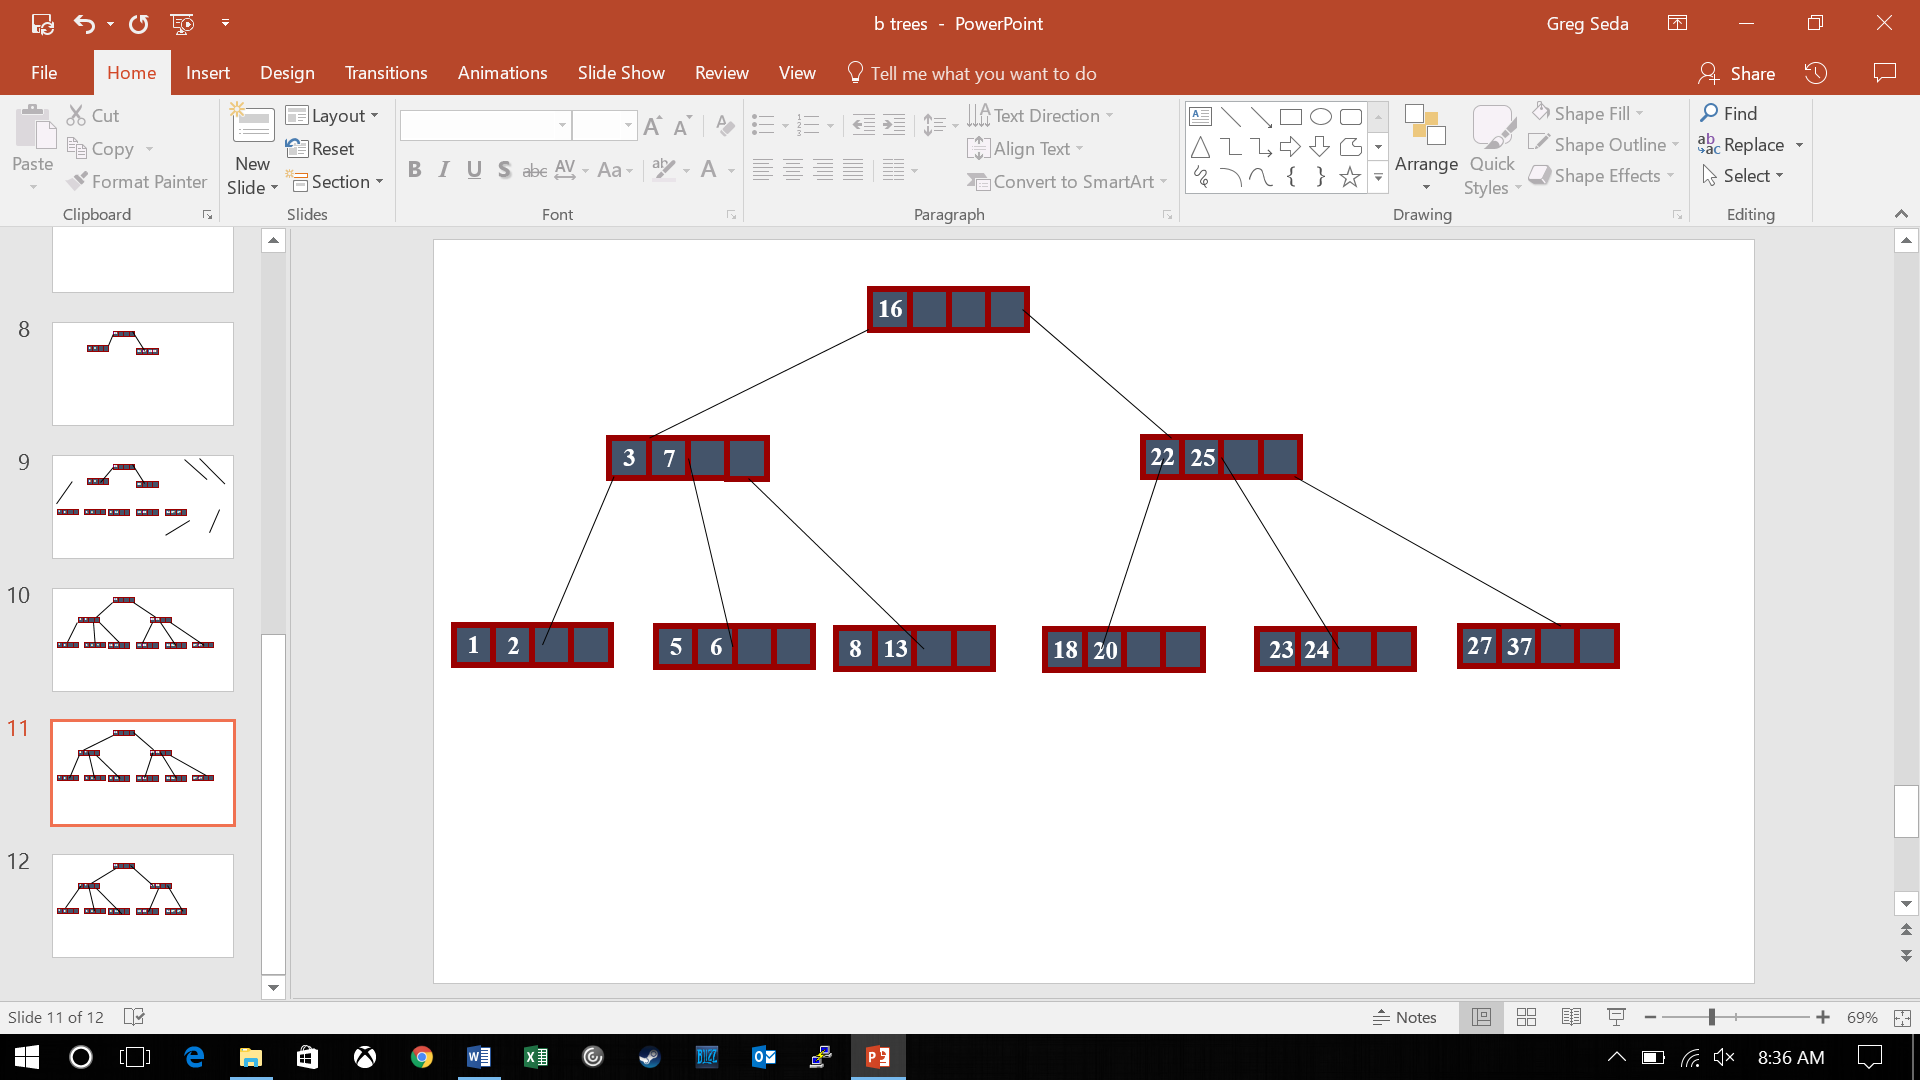 b trees - PowerPoint
Greg Seda
File Home Insert Design Transitions Animations Slide Show Review View Tell me what you want to do Share
Paste
Cut
Copy
Format Painter
Clipboard
New Slide
Layout
Reset
Section
Slides
B I U S abc AV Aa A
Font
Text Direction
Align Text
Convert to SmartArt
Paragraph
Arrange
Quick Styles
Shape Fill
Shape Outline
Shape Effects
Drawing
Find
Replace
Select
Editing
8
9
10
11
12
16
3 7
22 25
1 2
5 6
8 13
18 20
23 24
27 37
Slide 11 of 12
Notes
69%
8:36 AM